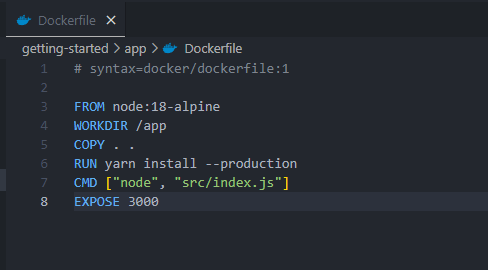 Dockerfile
getting-started > app > Dockerfile
1 # syntax=docker/dockerfile:1
2
3 FROM node:18-alpine
4 WORKDIR /app
5 COPY . .
6 RUN yarn install --production
7 CMD ["node", "src/index.js"]
8 EXPOSE 3000